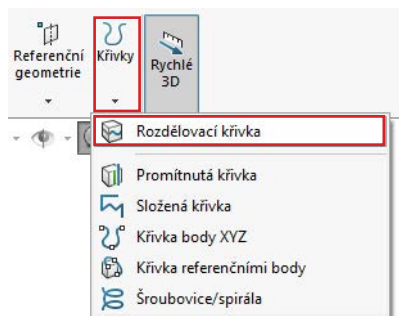 Referenční
geometrie
Křivky
Rychlé
3D
Rozdělovací křivka
Promítnutá křivka
Složená křivka
Křivka body XYZ
Křivka referenčními body
Šroubovice/spirála